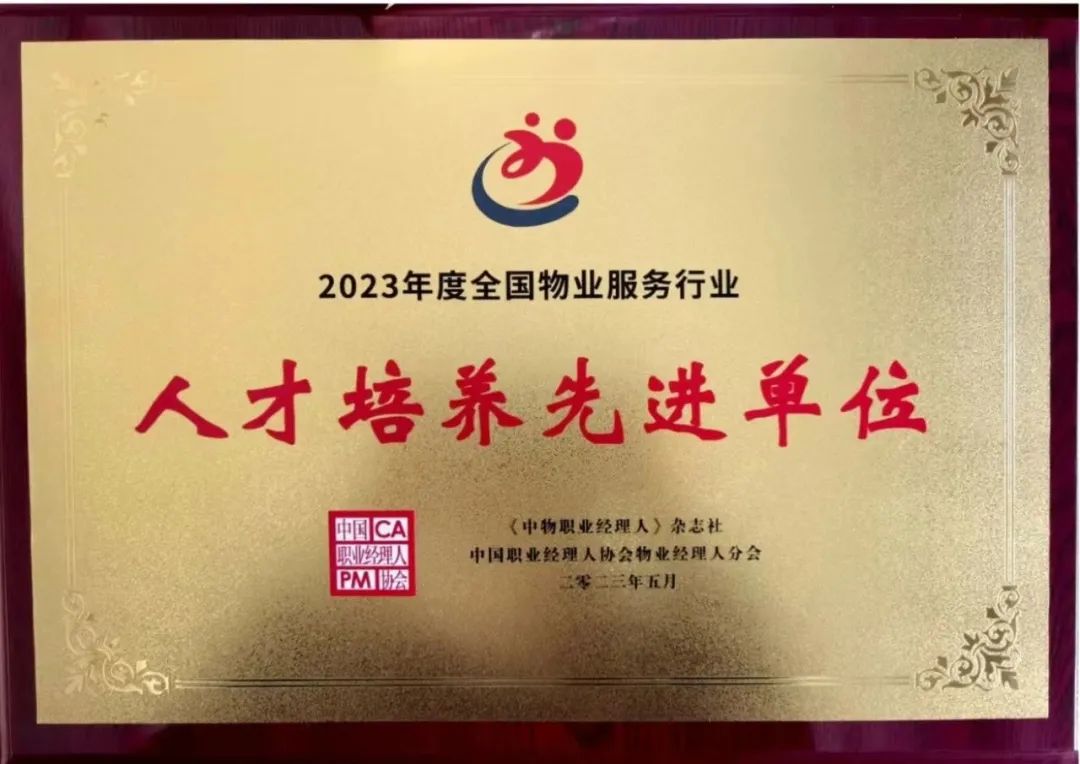 2023年度全国物业服务行业
人才培养先进单位
中国CA
职业经理人
PM协会
《中物职业经理人》杂志社
中国职业经理人协会物业经理人分会
二零二三年五月